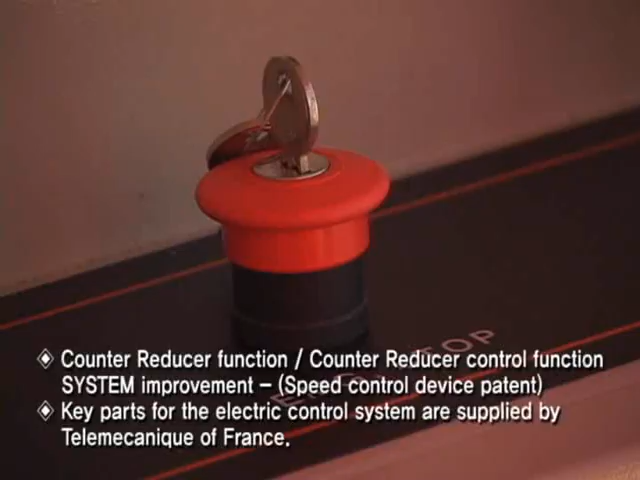 ◈ Counter Reducer function / Counter Reducer control function
SYSTEM improvement – (Speed control device patent)
◈ Key parts for the electric control system are supplied by
Telemecanique of France.
STOP